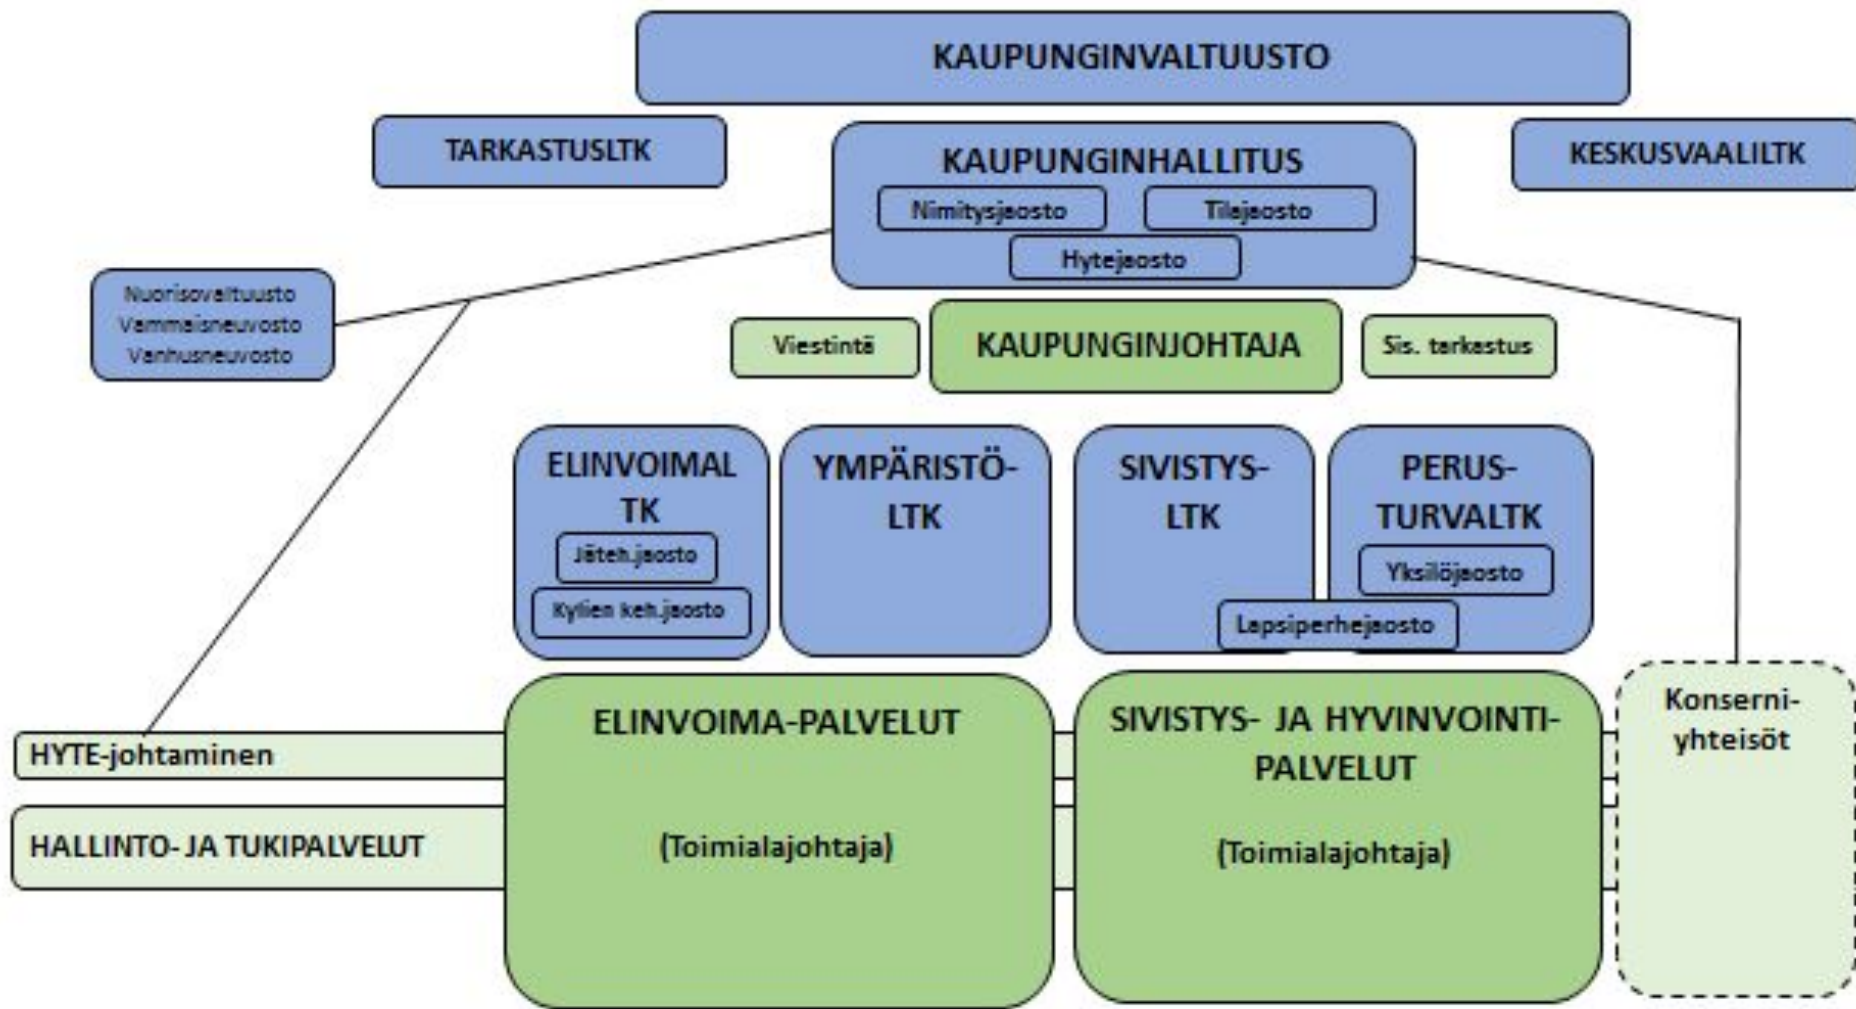 KAUPUNGINVALTUUSTO
TARKASTUSLTK
KAUPUNGINHALLITUS
KESKUSVAALILTK
Nimitysjaosto
Tilajaosto
Hytejaosto
Nuorisovaltuusto
Vammaisneuvosto
Vanhusneuvosto
Viestintä
KAUPUNGINJOHTAJA
Sis. tarkastus
ELINVOIMAL
TK
Jäteh.jaosto
Kylien keh.jaosto
YMPÄRISTÖ-
LTK
SIVISTYS-
LTK
PERUS-
TURVALTK
Yksilöjaosto
Lapsiperhejaosto
HYTE-johtaminen
HALLINTO- JA TUKIPALVELUT
ELINVOIMA-PALVELUT
(Toimialajohtaja)
SIVISTYS- JA HYVINVOINTI-
PALVELUT
(Toimialajohtaja)
Konserni-
yhteisöt